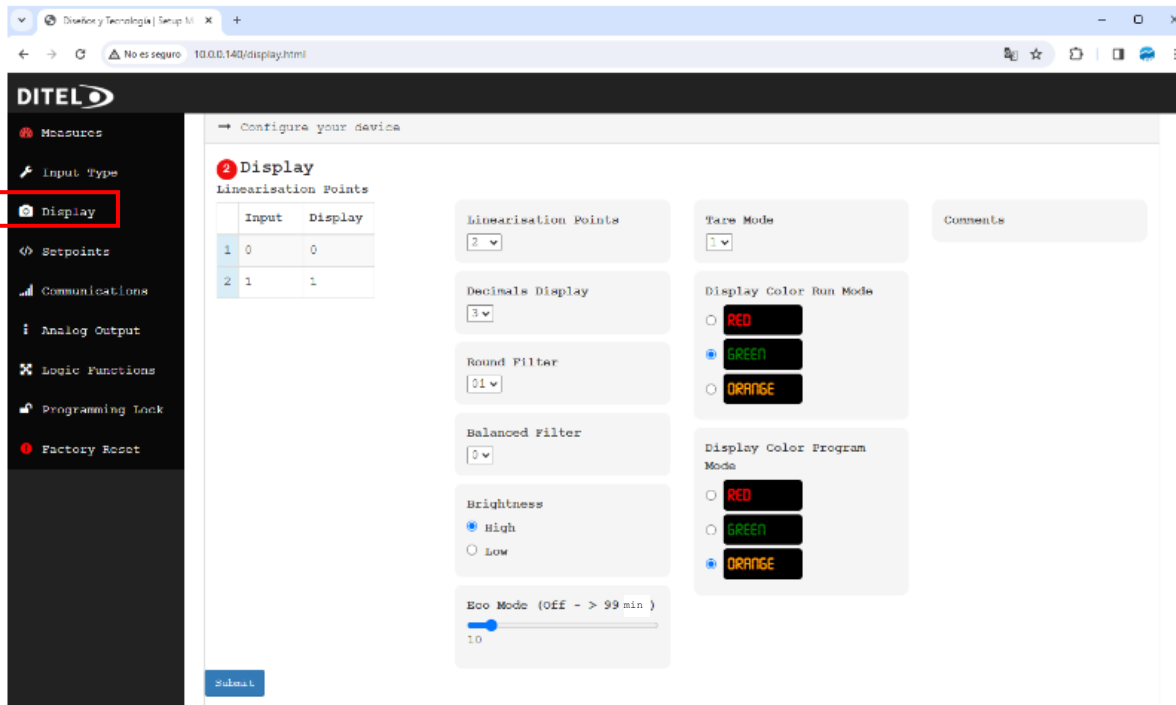 Diseños y Tecnología | Setup M
No es seguro
10.0.0.140/display.html
DITEL
Measures
Input Type
Display
Setpoints
Communications
Analog Output
Logic Functions
Programming Lock
Factory Reset
→ Configure your device
2 Display
Linearisation Points
Input Display
1 0 0
2 1 1
Linearisation Points
2
Decimals Display
3
Round Filter
01
Balanced Filter
0
Brightness
High
Low
Eco Mode (Off - > 99 min )
10
Tare Mode
1
Display Color Run Mode
RED
GREEN
ORANGE
Display Color Program
Mode
RED
GREEN
ORANGE
Comments
Submit